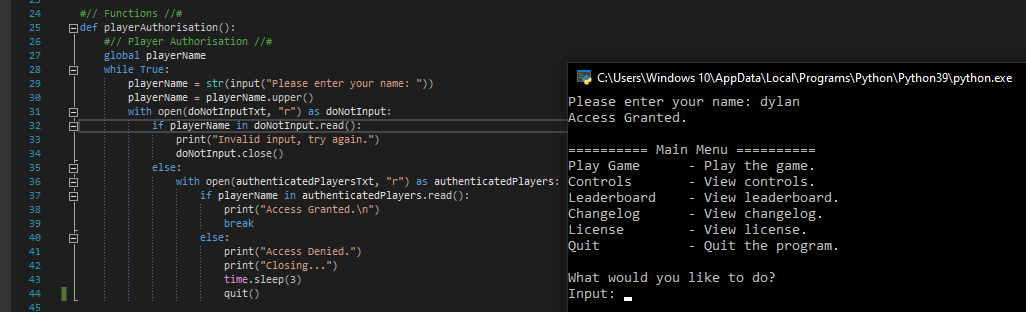 23
24 #// Functions //#
25 def playerAuthorisation():
26 #// Player Authorisation //#
27 global playerName
28 while True:
29 playerName = str(input("Please enter your name: "))
30 playerName = playerName.upper()
31 with open(doNotInputTxt, "r") as doNotInput:
32 if playerName in doNotInput.read():
33 print("Invalid input, try again.")
34 doNotInput.close()
35 else:
36 with open(authenticatedPlayersTxt, "r") as authenticatedPlayers:
37 if playerName in authenticatedPlayers.read():
38 print("Access Granted.\n")
39 break
40 else:
41 print("Access Denied.")
42 print("Closing...")
43 time.sleep(3)
44 quit()
45
C:\Users\Windows 10\AppData\Local\Programs\Python\Python39\python.exe
Please enter your name: dylan
Access Granted.
========== Main Menu ==========
Play Game - Play the game.
Controls - View controls.
Leaderboard - View leaderboard.
Changelog - View changelog.
License - View license.
Quit - Quit the program.
What would you like to do?
Input: